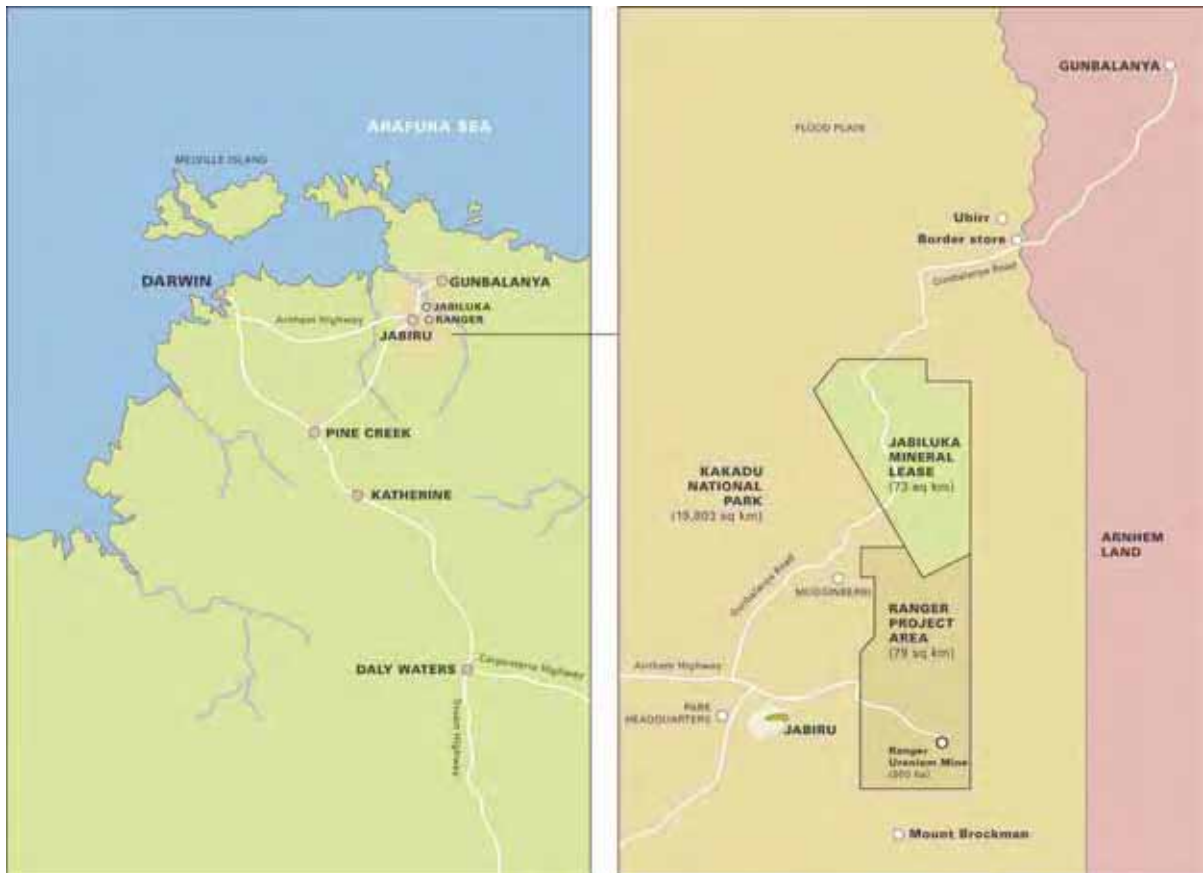 ARAFURA SEA
MELVILLE ISLAND
DARWIN
GUNBALANYA
JABILUKA
RANGER
Arnhem Highway
JABIRU
PINE CREEK
KATHERINE
DALY WATERS
Carpentaria Highway
Stuart Highway
GUNBALANYA
FLOOD PLAIN
Ubirr
Border store
Gunbalanya Road
JABILUKA
MINERAL
LEASE
(73 sq km)
KAKADU
NATIONAL
PARK
(19,802 sq km)
ARNHEM
LAND
Gunbalanya Road
MUDGINBERRI
RANGER
PROJECT
AREA
(79 sq km)
Arnhem Highway
PARK
HEADQUARTERS
JABIRU
Ranger
Uranium Mine
(500 ha)
Mount Brockman